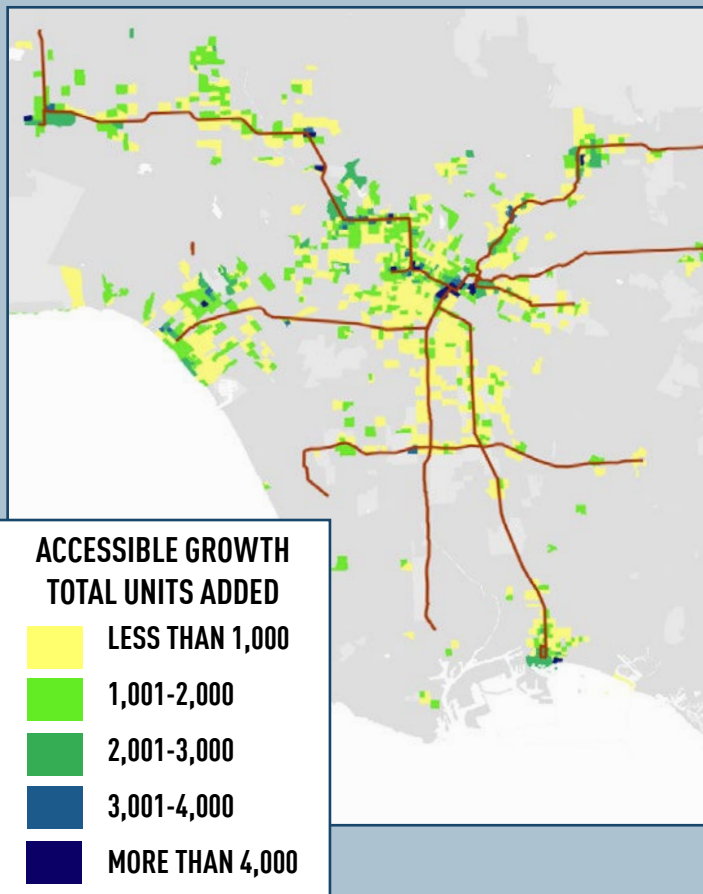 ACCESSIBLE GROWTH
TOTAL UNITS ADDED
LESS THAN 1,000
1,001-2,000
2,001-3,000
3,001-4,000
MORE THAN 4,000